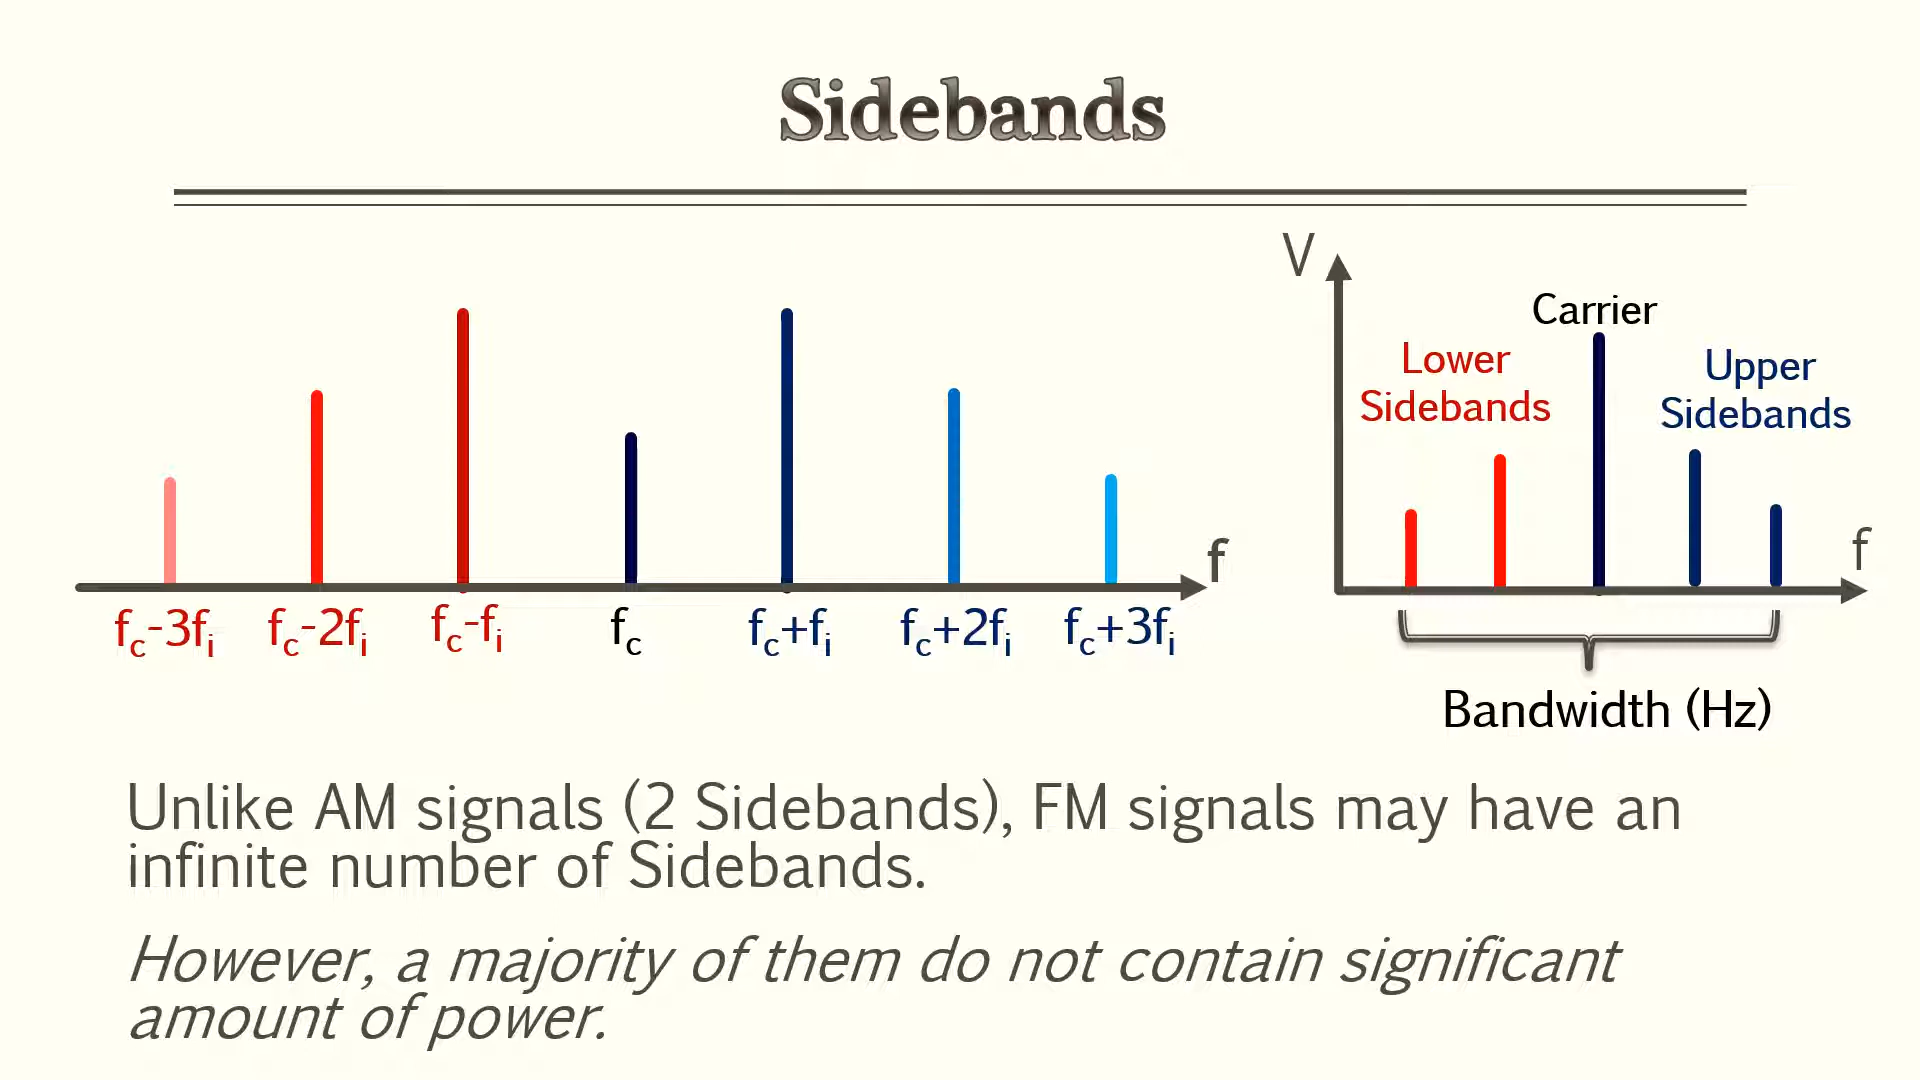 Sidebands
V
Carrier
Lower
Sidebands
Upper
Sidebands
f
f
fc-3fi
fc-2fi
fc-fi
fc
fc+fi
fc+2fi
fc+3fi
Bandwidth (Hz)
Unlike AM signals (2 Sidebands), FM signals may have an
infinite number of Sidebands.
However, a majority of them do not contain significant
amount of power.